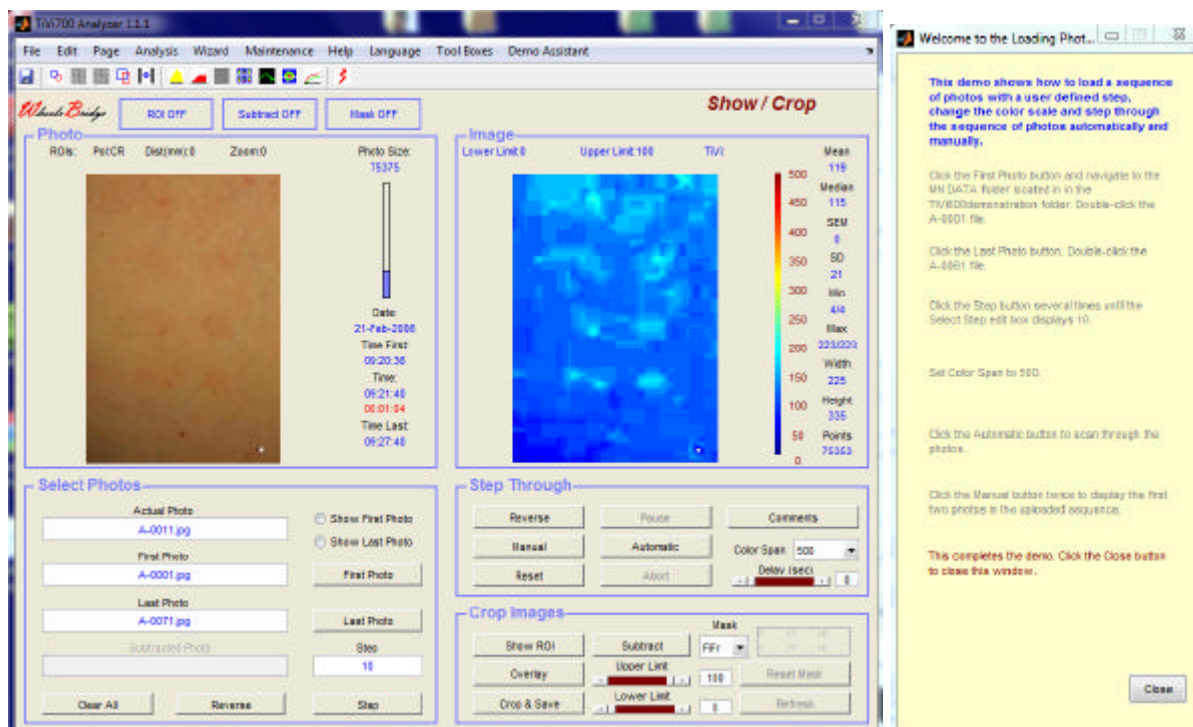 TiVi700 Analyzer 1.1.1
File Edit Page Analysis Wizard Maintenance Help Language Tool Boxes Demo Assistant
Wheels Bridge
ROI OFF Subtract OFF Mask OFF
Show / Crop
Photo
ROIs: Pol:CR Dist(mm):0 Zoom:0 Photo Size:
75375
Date:
21-Feb-2008
Time First:
09:20:36
Time:
09:21:40
00:01:04
Time Last:
09:27:40
Image
Lower Limit:0 Upper Limit:100 TiVi:
500
450
400
350
300
250
200
150
100
50
0
Mean
119
Median
115
SEM
0
SD
21
Min
4/4
Max
223/223
Width
225
Height
335
Points
75353
Select Photos
Actual Photo
A-0011.jpg
First Photo
A-0001.jpg
Last Photo
A-0071.jpg
Subtracted Photo
Show First Photo
Show Last Photo
First Photo
Last Photo
Step
10
Clear All Reverse Step
Step Through
Reverse Pause Comments
Manual Automatic Color Span 500
Reset Abort Delay (sec) 0
Crop Images
Mask
Show ROI Subtract FIFr
Overlay Upper Limit 100 Reset Mask
Crop & Save Lower Limit 0 Refresh
Welcome to the Loading Phot...
This demo shows how to load a sequence
of photos with a user defined step,
change the color scale and step through
the sequence of photos automatically and
manually.
Click the First Photo button and navigate to the
MN DATA folder located in in the
folder. Double-click the
A-0001 file.
Click the Last Photo button. Double-click the
file.
Click the Step button several times until the
Select Step edit box displays 10.
Set Color Span to 500.
Click the Automatic button to scan through the
photos.
Click the Manual button twice to display the first
two photos in the uploaded sequence.
This completes the demo. Click the Close button
to close this window.
Close